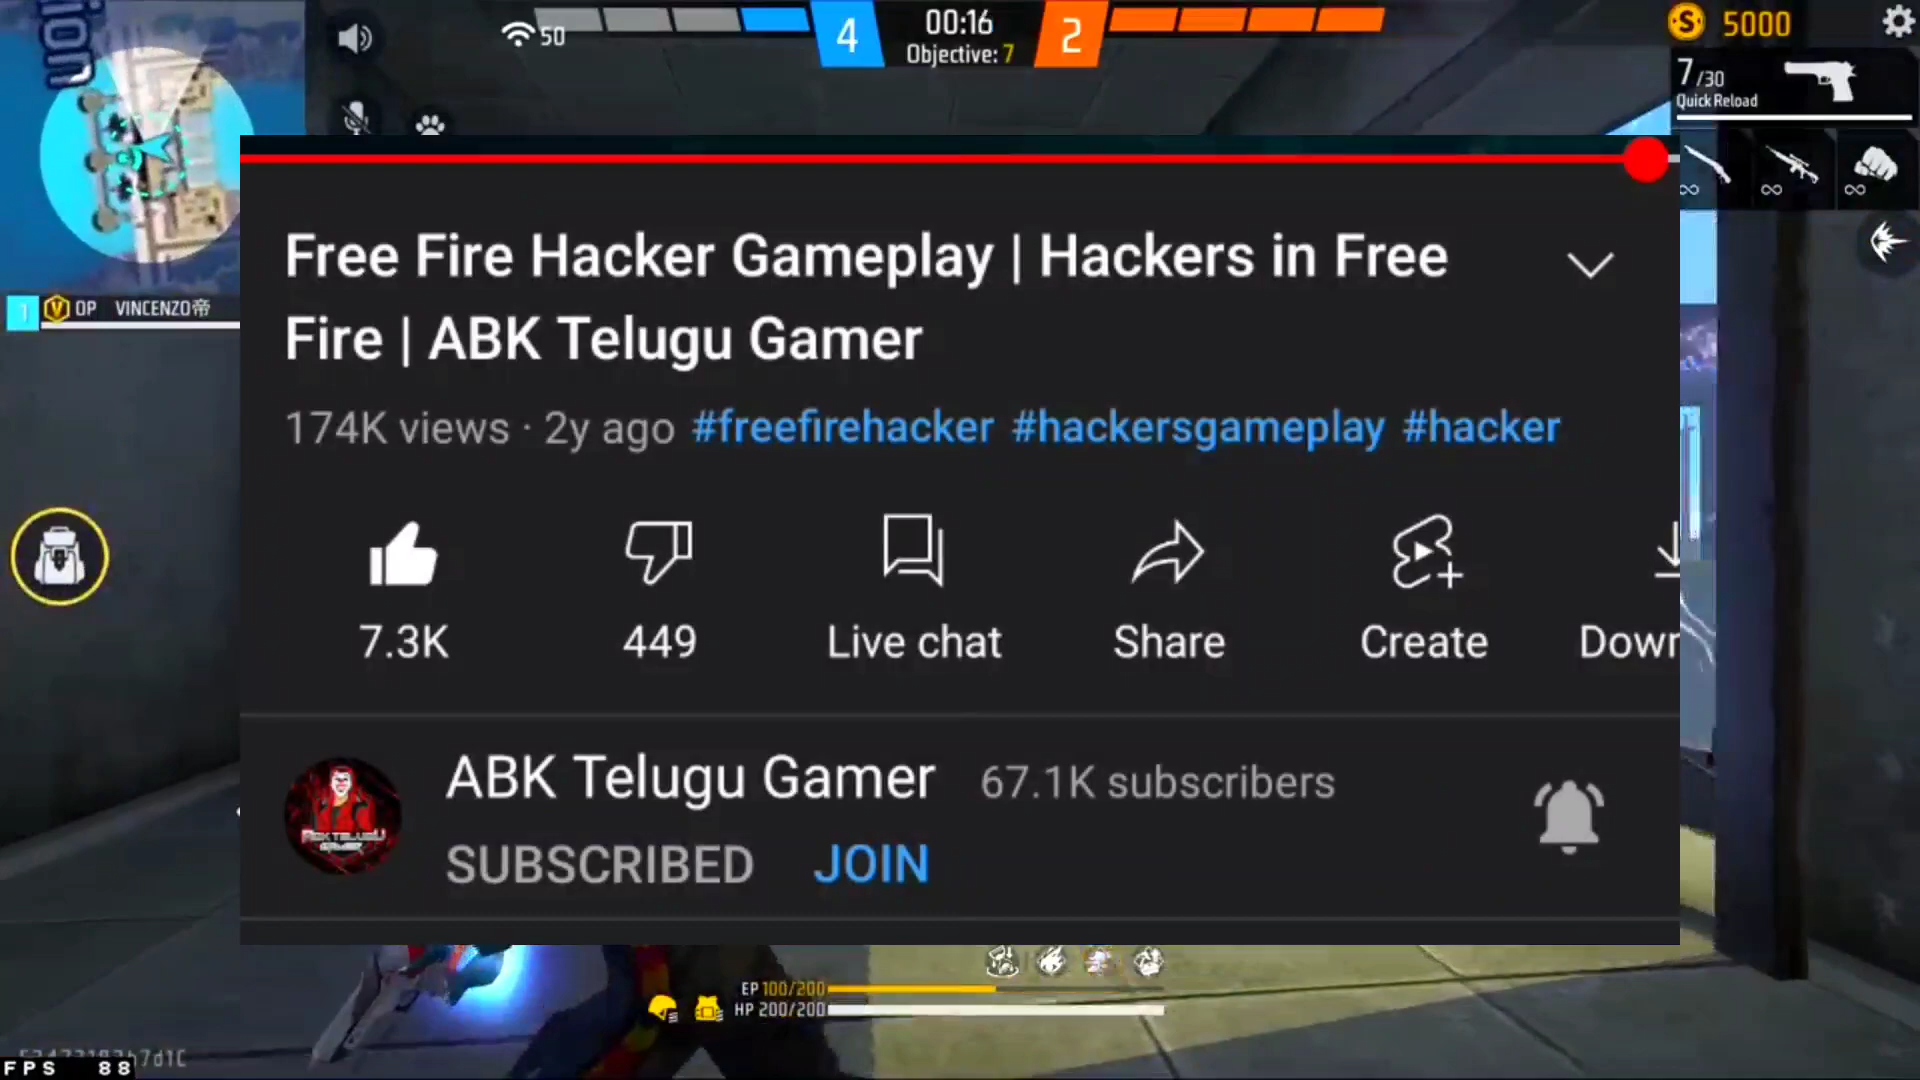 ion
50
4
00:16
Objective: 7
2
5000
7/30
Quick Reload
1 V OP VINCENZO帝
Free Fire Hacker Gameplay | Hackers in Free
Fire | ABK Telugu Gamer
174K views · 2y ago #freefirehacker #hackersgameplay #hacker
7.3K
449
Live chat
Share
Create
Down
ABK Telugu Gamer
67.1K subscribers
SUBSCRIBED
JOIN
EP 100/200
HP 200/200
FPS 88